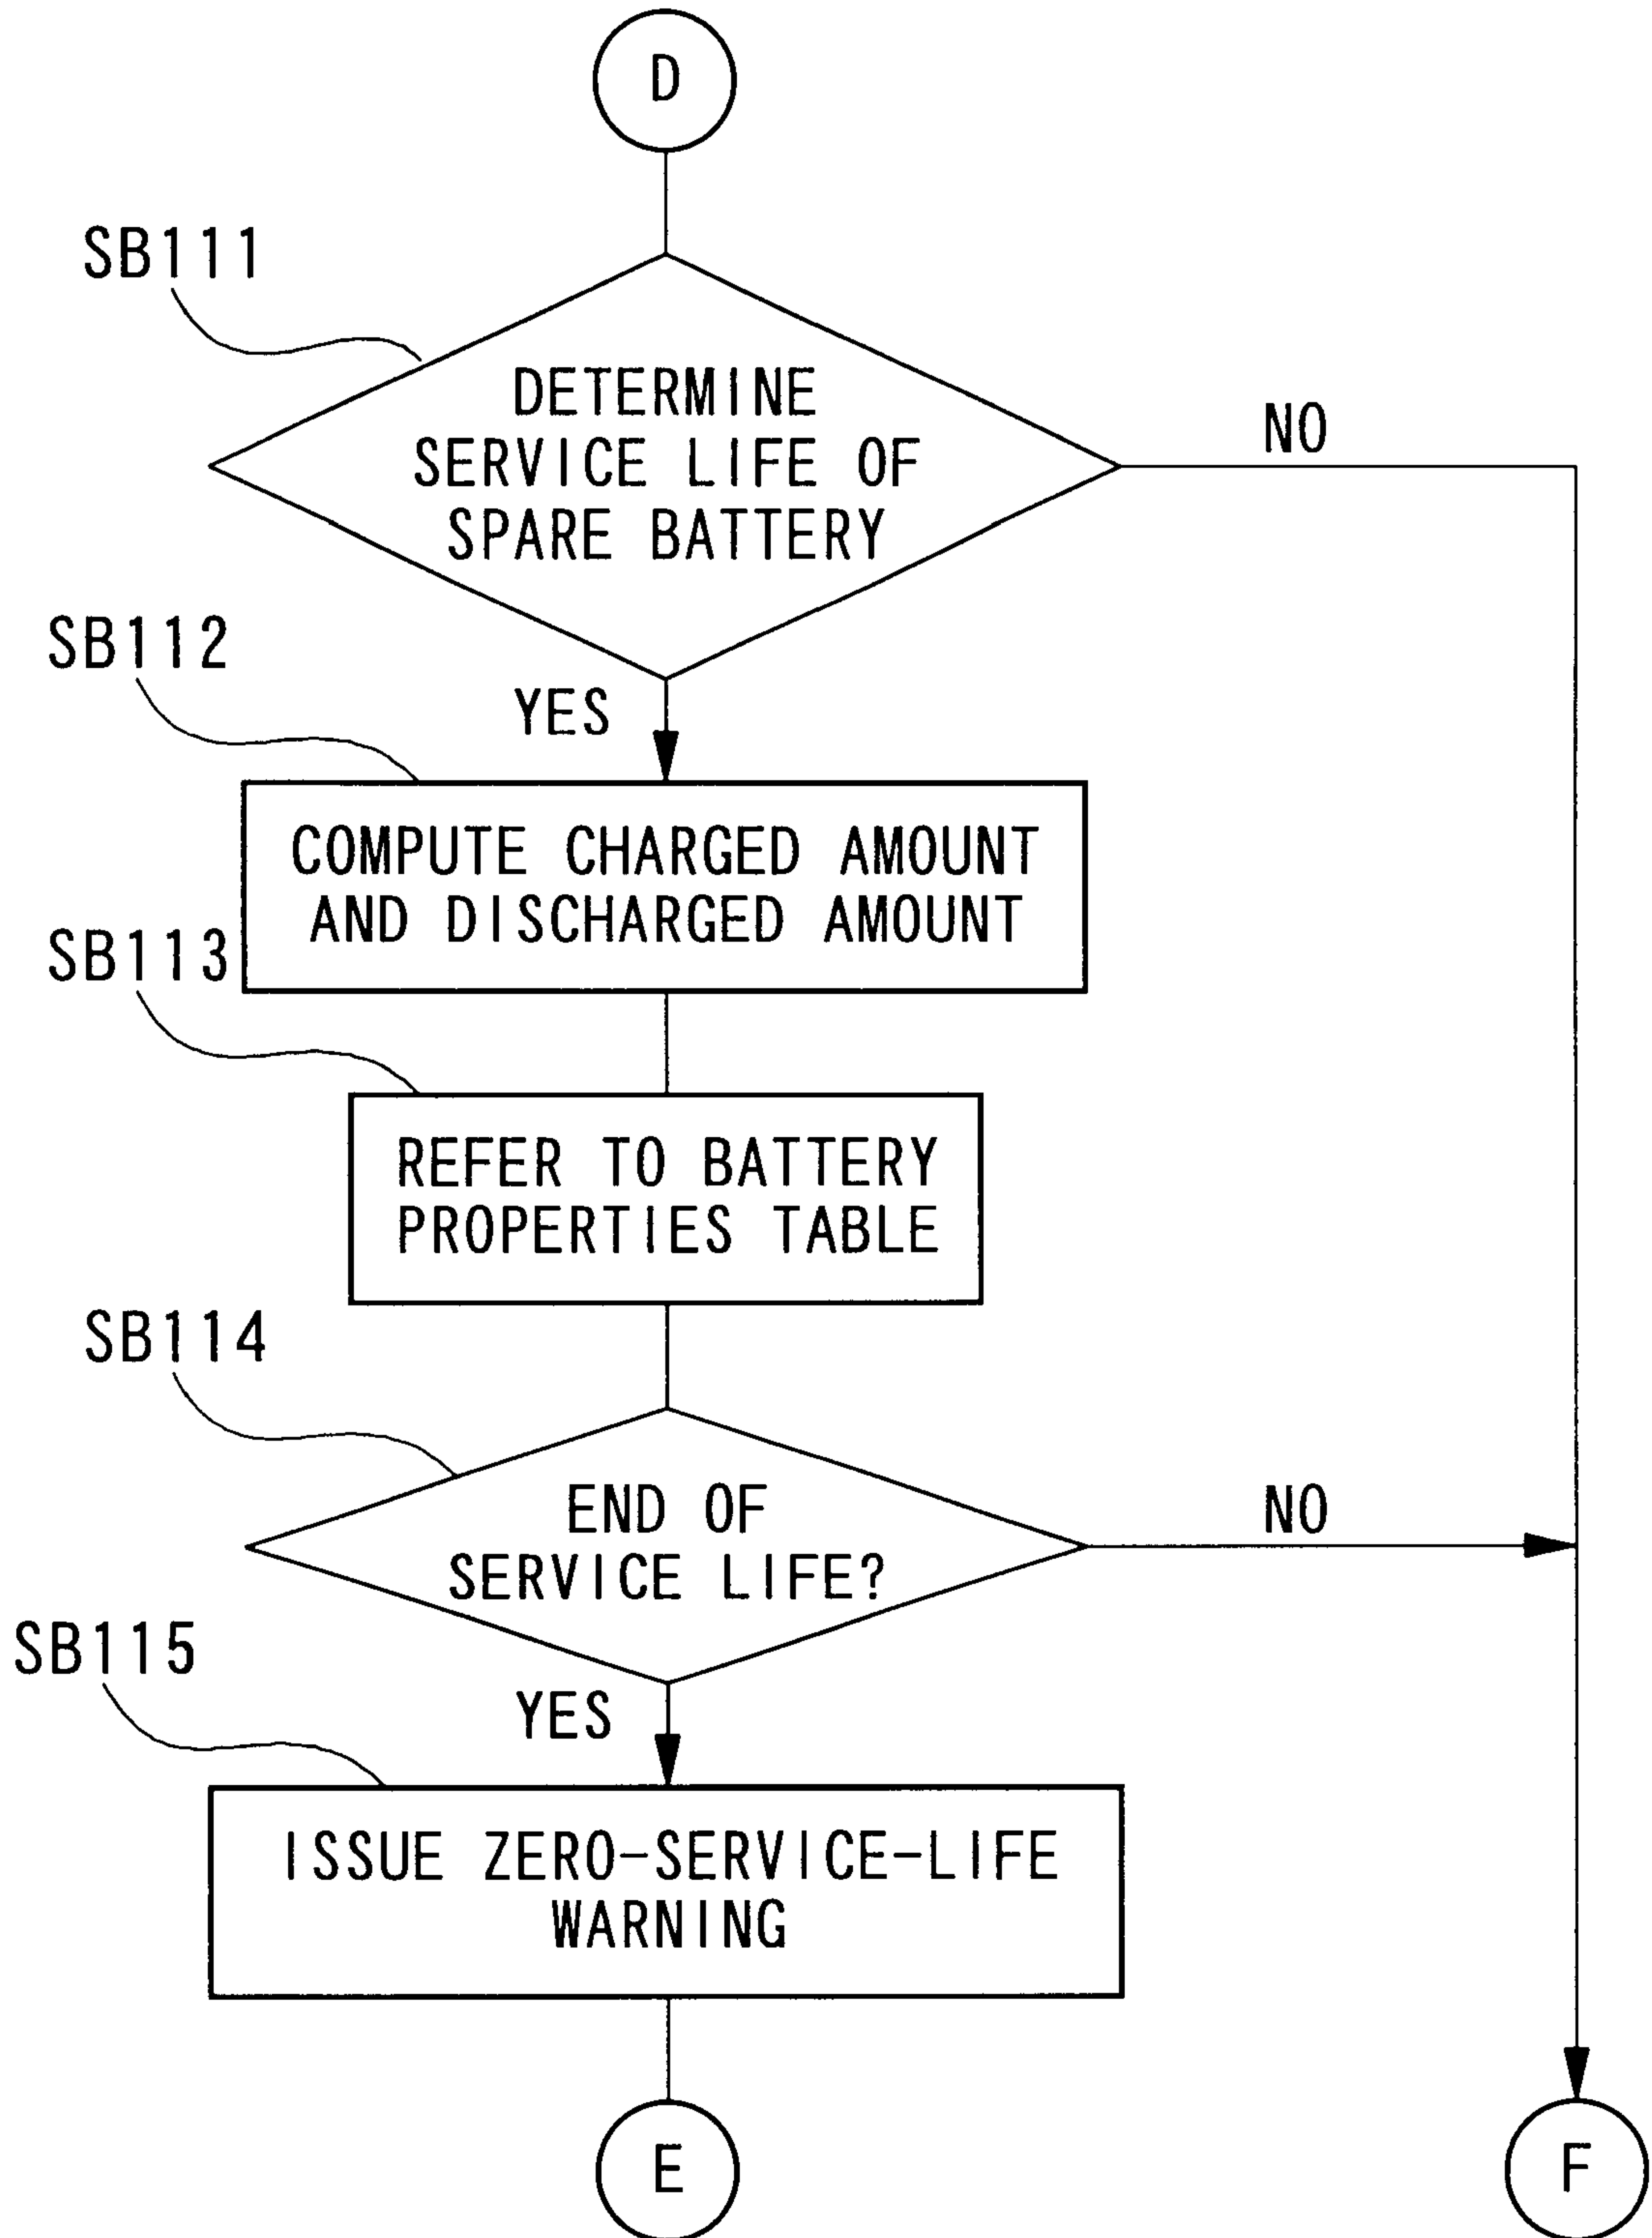 D
SB111
DETERMINE
SERVICE LIFE OF
SPARE BATTERY
NO
SB112
YES
COMPUTE CHARGED AMOUNT
AND DISCHARGED AMOUNT
SB113
REFER TO BATTERY
PROPERTIES TABLE
SB114
END OF
SERVICE LIFE?
NO
SB115
YES
ISSUE ZERO-SERVICE-LIFE
WARNING
E
F